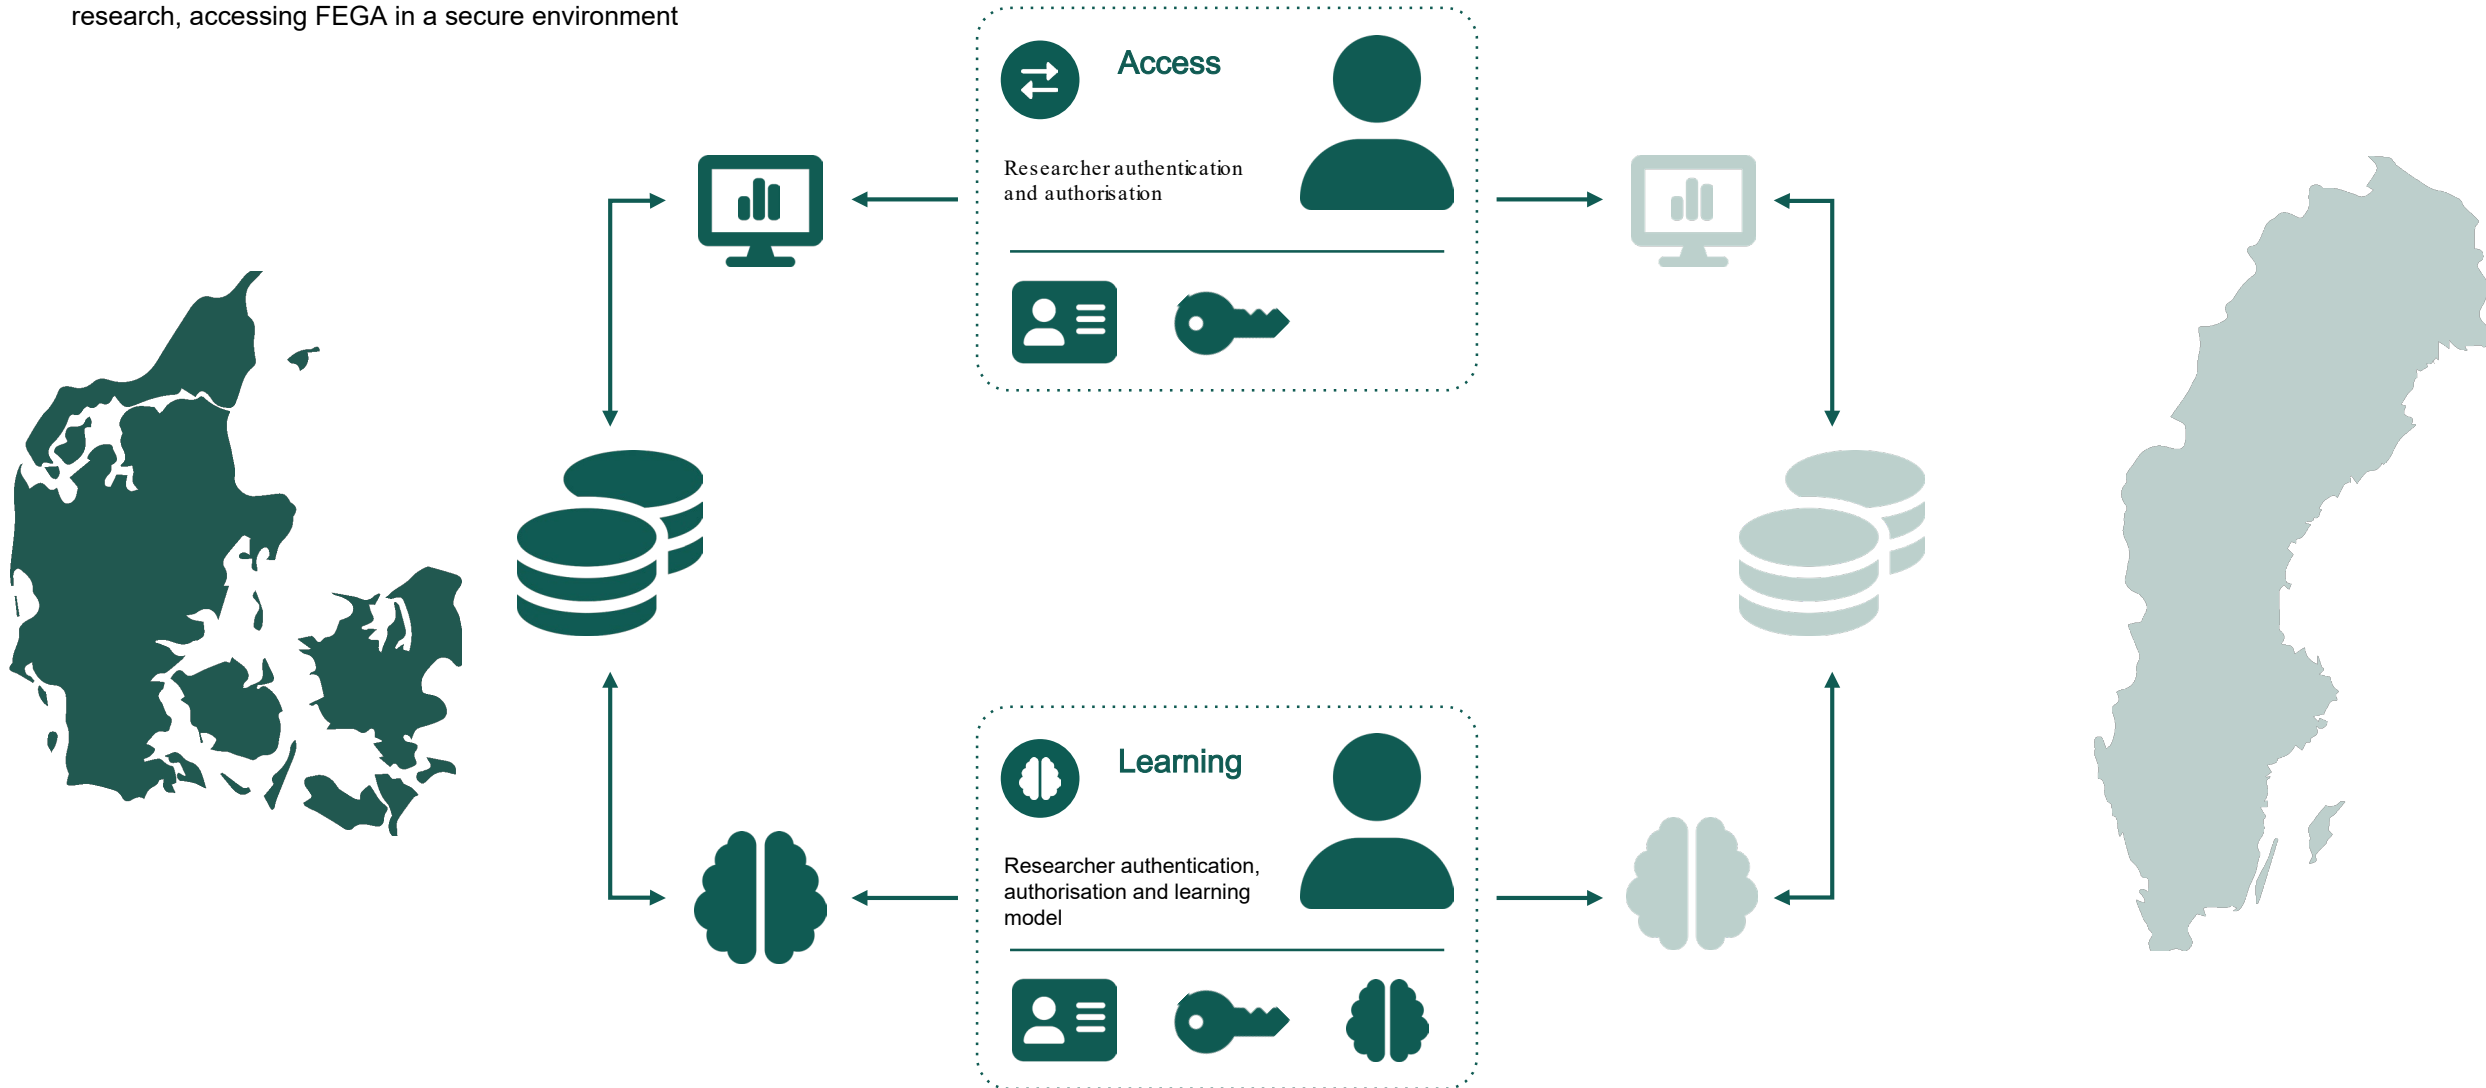 research, accessing FEGA in a secure environment
Access
Researcher authentication
and authorisation
Learning
Researcher authentication,
authorisation and learning
model